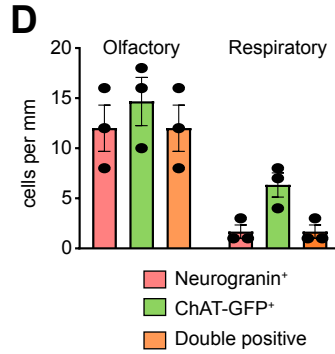 D
Olfactory Respiratory
20
15
10
5
0
cells per mm
Neurogranin⁺
ChAT-GFP⁺
Double positive